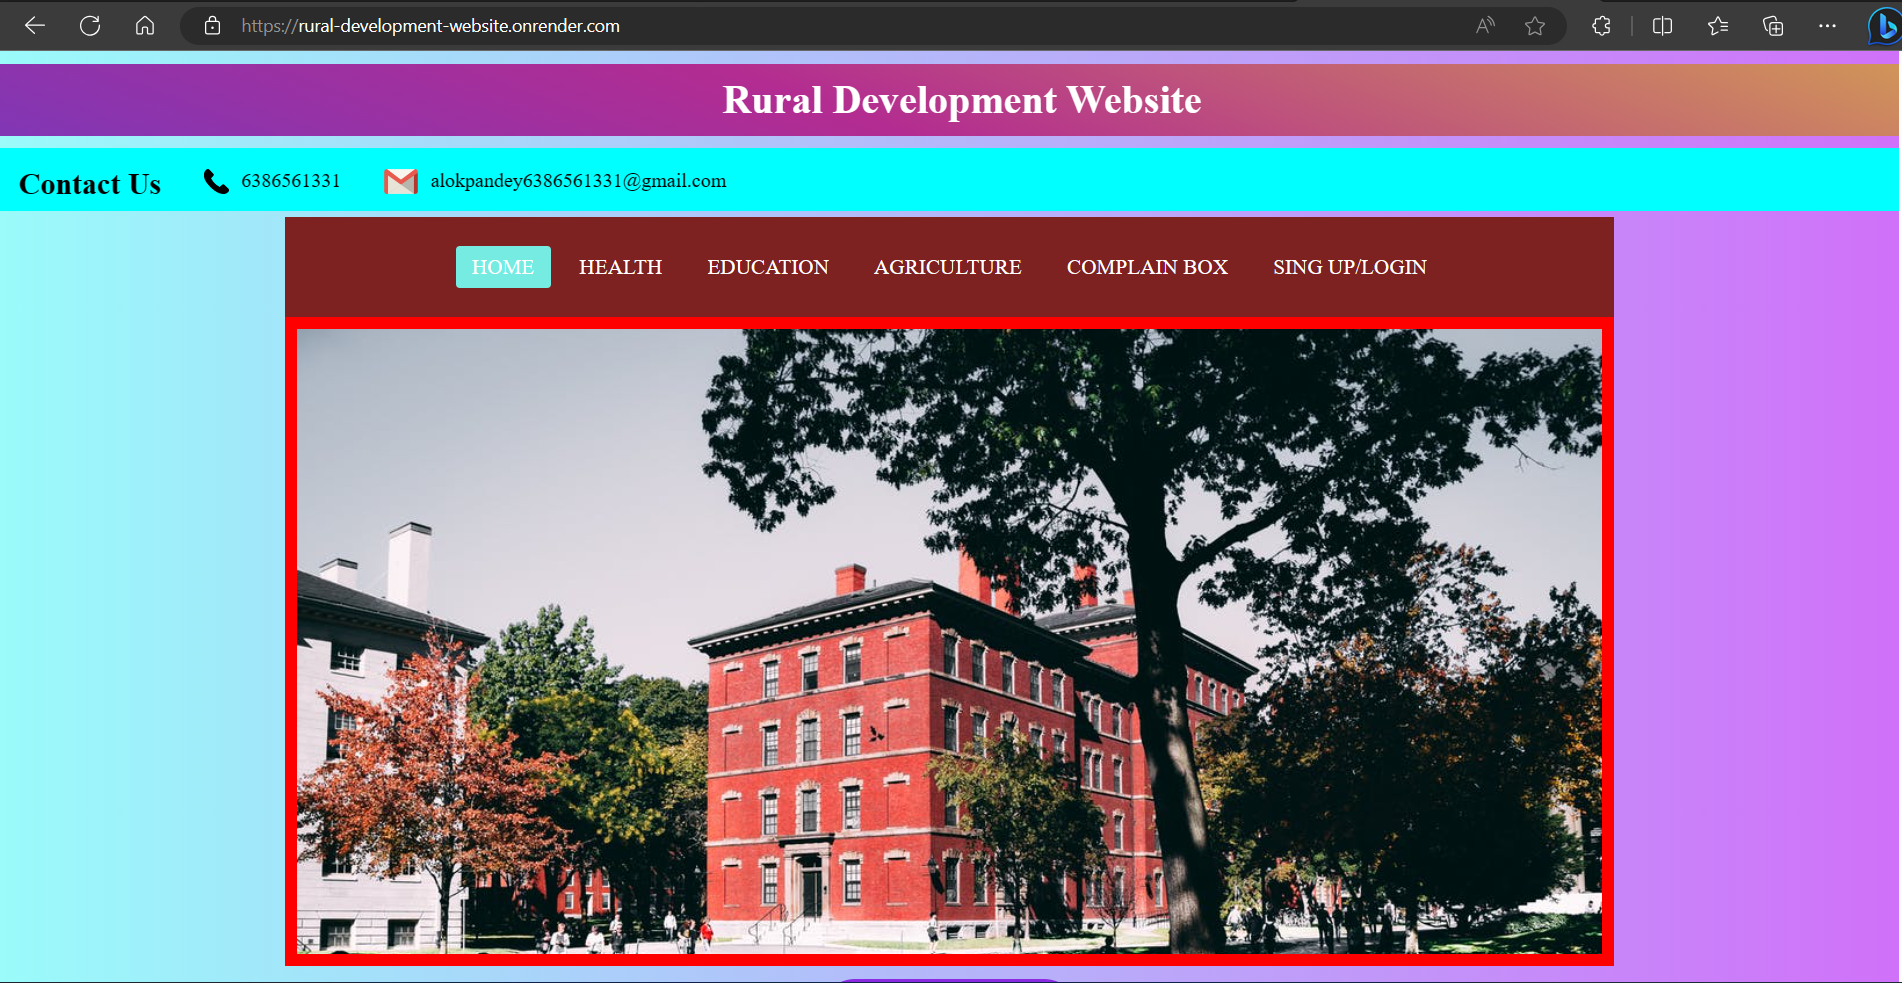 https://rural-development-website.onrender.com
Rural Development Website
Contact Us 6386561331 alokpandey6386561331@gmail.com
HOME HEALTH EDUCATION AGRICULTURE COMPLAIN BOX SING UP/LOGIN